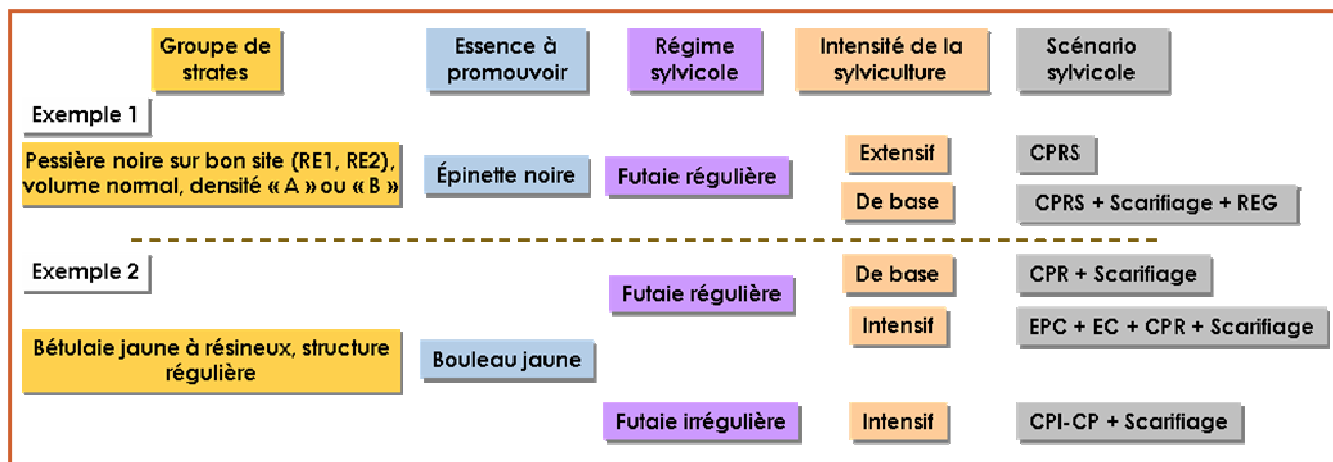 Groupe de
strates
Essence à
promouvoir
Régime
sylvicole
Intensité de la
sylviculture
Scénario
sylvicole
Exemple 1
Pessière noire sur bon site (RE1, RE2),
volume normal, densité « A » ou « B »
Épinette noire
Futaie régulière
Extensif
CPRS
De base
CPRS + Scarifiage + REG
Exemple 2
Bétulaie jaune à résineux, structure
régulière
Bouleau jaune
Futaie régulière
De base
CPR + Scarifiage
Intensif
EPC + EC + CPR + Scarifiage
Futaie irrégulière
Intensif
CPI-CP + Scarifiage